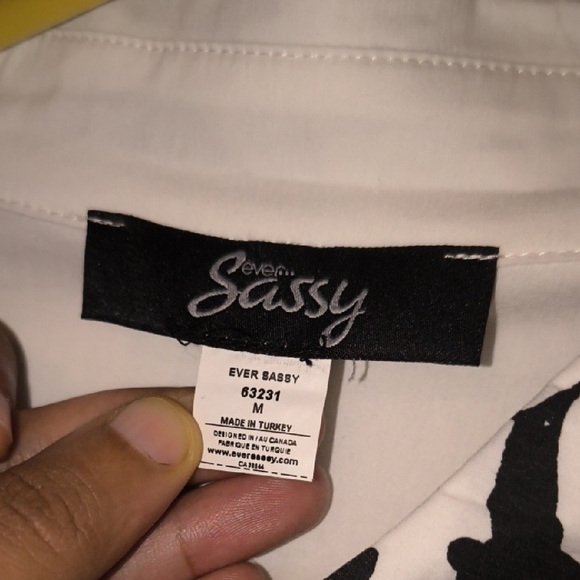 ever...
Sassy
EVER SASSY
63231
M
MADE IN TURKEY
DESIGNED IN / AU CANADA
FABRIQUE EN TURQUIE
www.eversassy.com